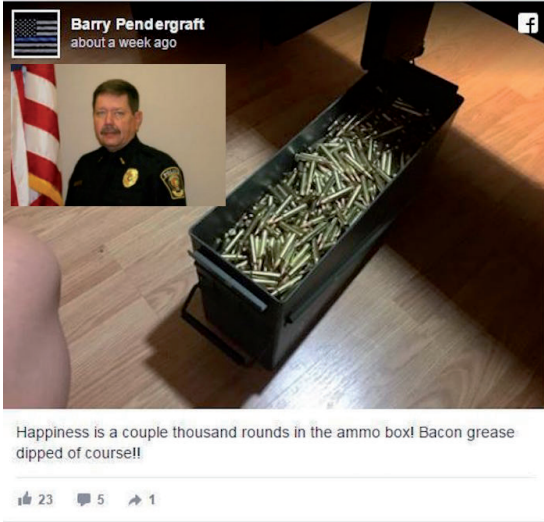 Barry Pendergraft
about a week ago
Happiness is a couple thousand rounds in the ammo box! Bacon grease
dipped of course!!
23 5 1